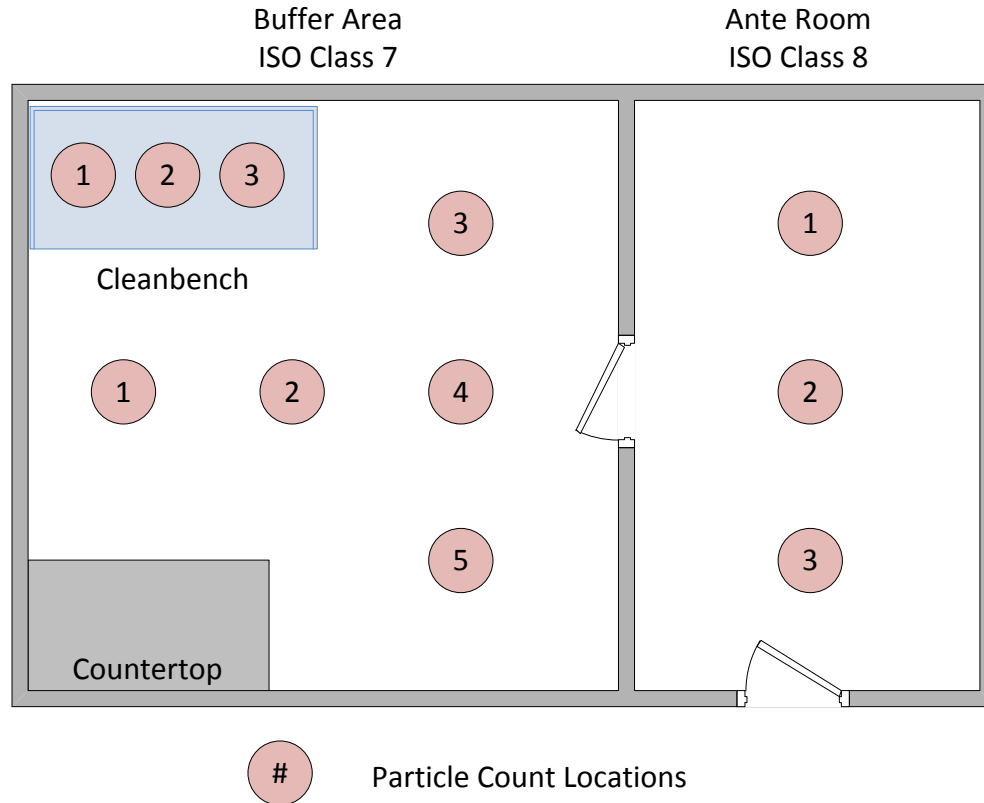 Buffer Area
ISO Class 7
Ante Room
ISO Class 8
1 2 3
3
1
Cleanbench
1 2 4
2
5
3
Countertop
# Particle Count Locations